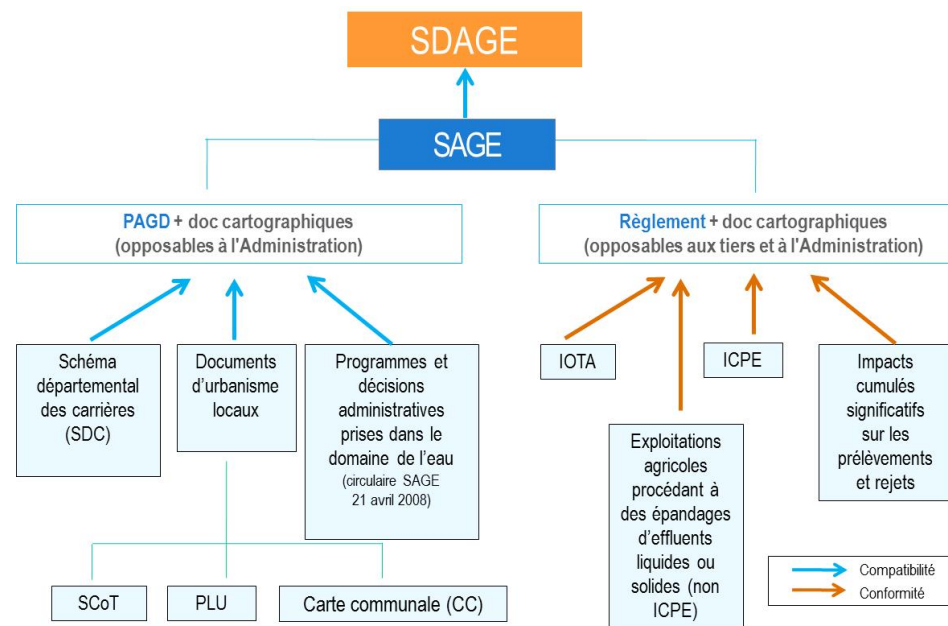 SDAGE
SAGE
PAGD + doc cartographiques
(opposables à l'Administration)
Règlement + doc cartographiques
(opposables aux tiers et à l'Administration)
Schéma
départemental
des carrières
(SDC)
Documents
d’urbanisme
locaux
Programmes et
décisions
administratives
prises dans le
domaine de l’eau
(circulaire SAGE
21 avril 2008)
IOTA
ICPE
Impacts
cumulés
significatifs
sur les
prélèvements
et rejets
Exploitations
agricoles
procédant à
des épandages
d’effluents
liquides ou
solides (non
ICPE)
SCoT
PLU
Carte communale (CC)
Compatibilité
Conformité